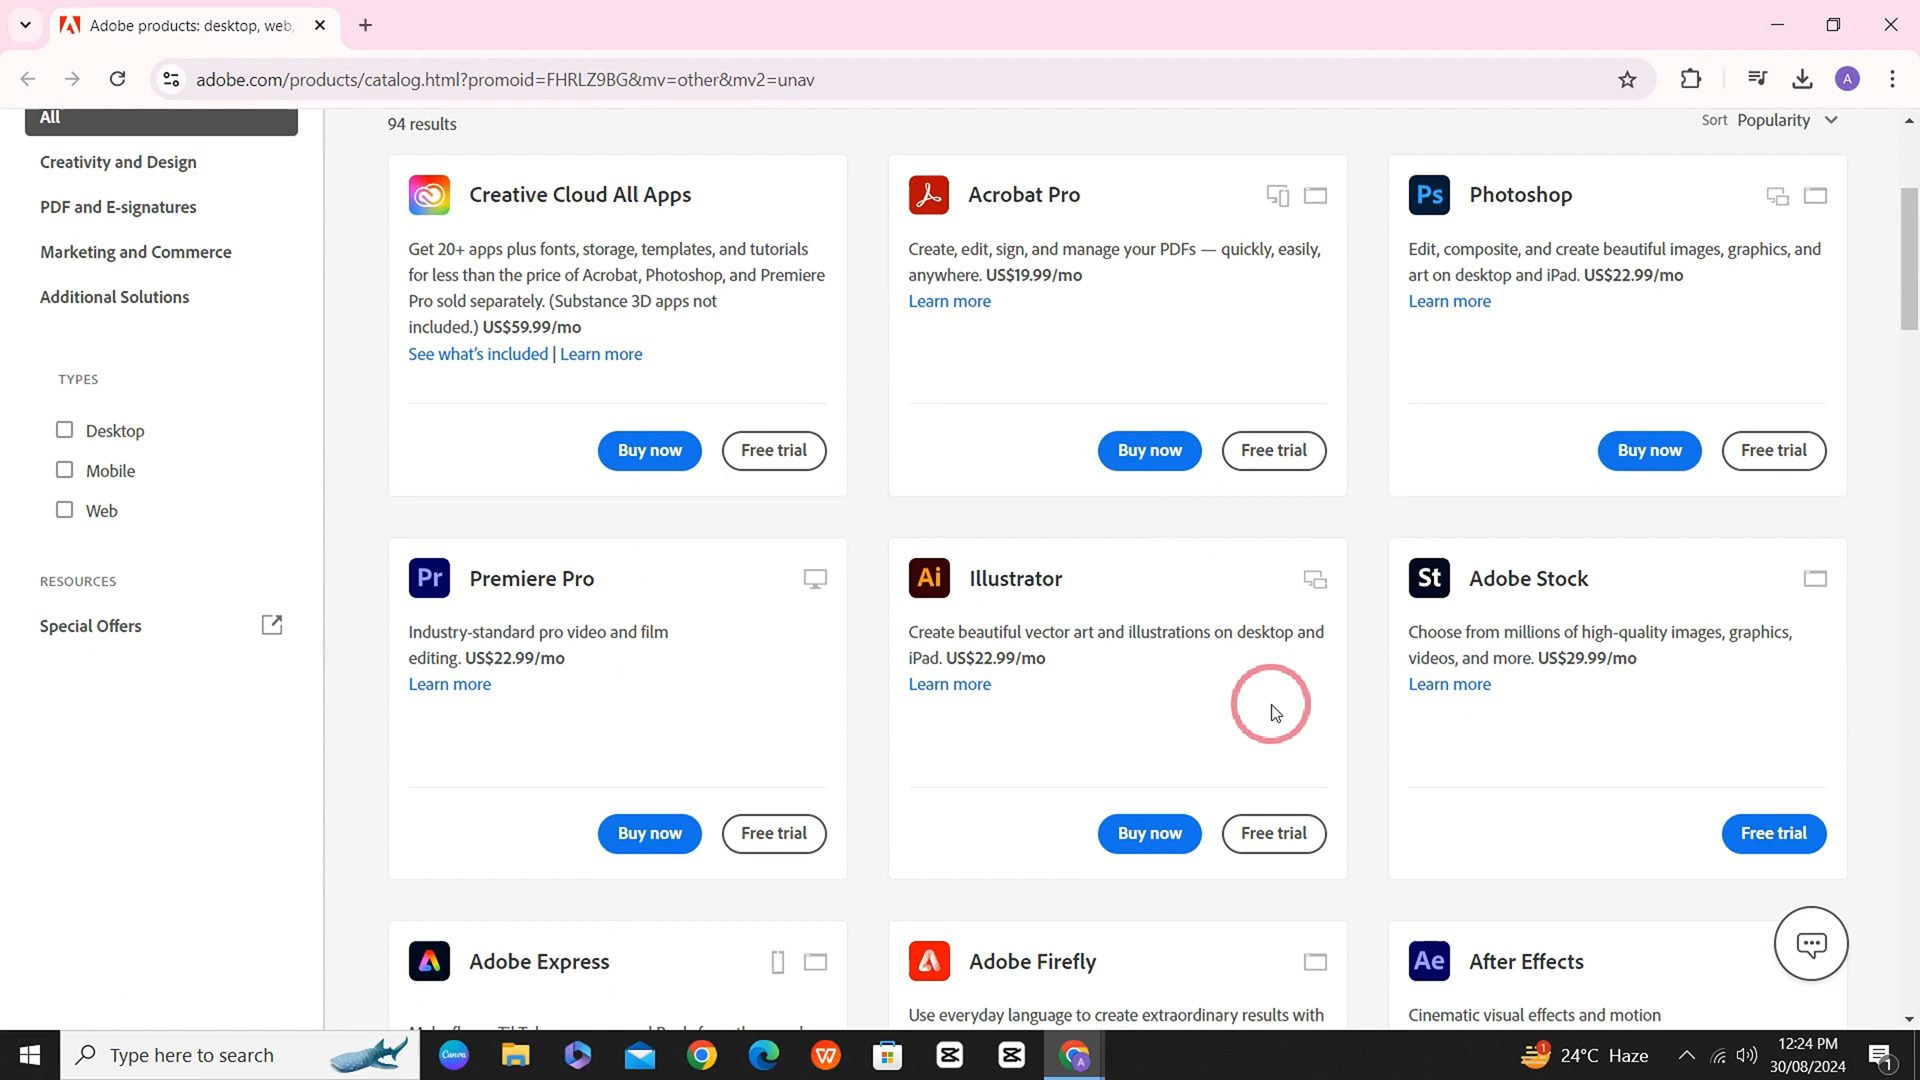 Adobe products: desktop, web,
adobe.com/products/catalog.html?promoid=FHRLZ9BG&mv=other&mv2=unav
A
All
Creativity and Design
PDF and E-signatures
Marketing and Commerce
Additional Solutions
TYPES
Desktop
Mobile
Web
RESOURCES
Special Offers
94 results
Sort Popularity
Creative Cloud All Apps
Get 20+ apps plus fonts, storage, templates, and tutorials
for less than the price of Acrobat, Photoshop, and Premiere
Pro sold separately. (Substance 3D apps not
included.) US$59.99/mo
See what's included | Learn more
Buy now Free trial
Acrobat Pro
Create, edit, sign, and manage your PDFs — quickly, easily,
anywhere. US$19.99/mo
Learn more
Buy now Free trial
Ps Photoshop
Edit, composite, and create beautiful images, graphics, and
art on desktop and iPad. US$22.99/mo
Learn more
Buy now Free trial
Pr Premiere Pro
Industry-standard pro video and film
editing. US$22.99/mo
Learn more
Buy now Free trial
Ai Illustrator
Create beautiful vector art and illustrations on desktop and
iPad. US$22.99/mo
Learn more
Buy now Free trial
St Adobe Stock
Choose from millions of high-quality images, graphics,
videos, and more. US$29.99/mo
Learn more
Free trial
Adobe Express
Adobe Firefly
Use everyday language to create extraordinary results with
Ae After Effects
Cinematic visual effects and motion
Type here to search
Canva
W
A
1
24°C Haze
12:24 PM
30/08/2024
1